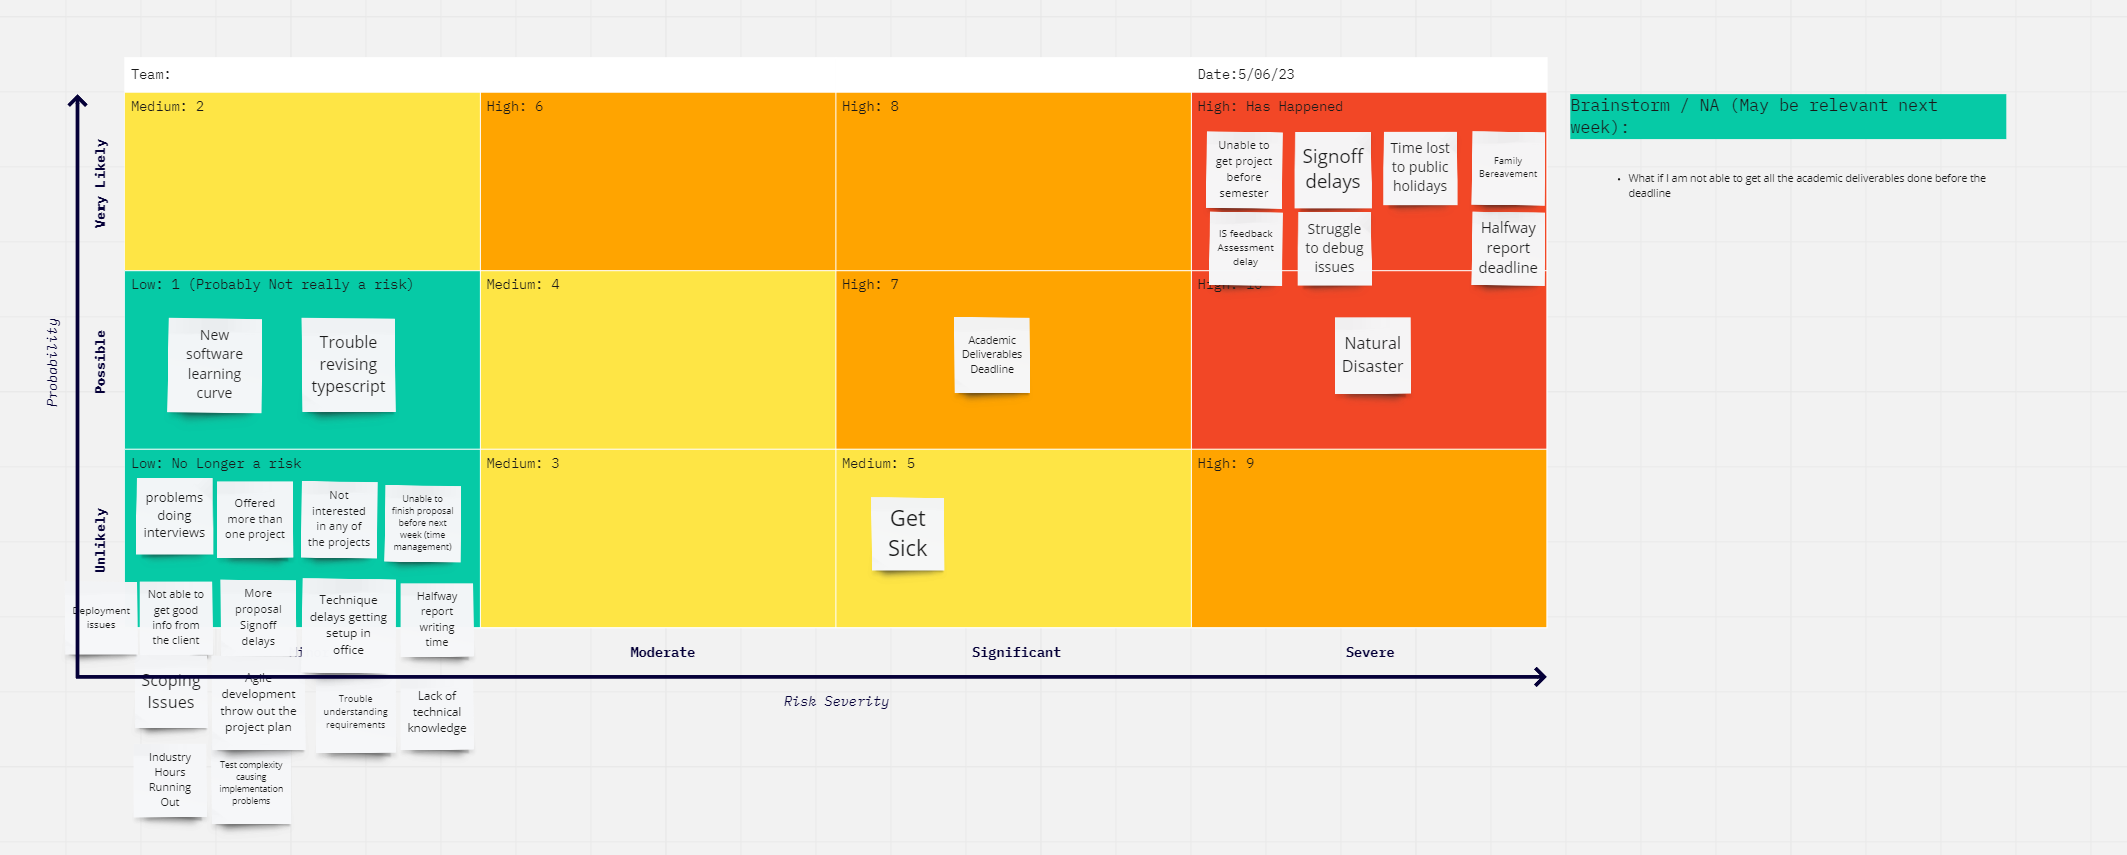 Team:
Date:5/06/23
Medium: 2
High: 6
High: 8
High: Has Happened
Unable to
get project
before
semester
Signoff
delays
Time lost
to public
holidays
Family
Bereavement
IS feedback
Assessment
delay
Struggle
to debug
issues
Halfway
report
deadline
Low: 1 (Probably Not really a risk)
New
software
learning
curve
Trouble
revising
typescript
Medium: 4
High: 7
Academic
Deliverables
Deadline
Natural
Disaster
Low: No Longer a risk
problems
doing
interviews
Offered
more than
one project
Not
interested
in any of
the projects
Unable to
finish proposal
before next
week (time
management)
Deployment
issues
Not able to
get good
info from
the client
More
proposal
Signoff
delays
Technique
delays getting
setup in
office
Halfway
report
writing
time
Scoping
Issues
Agile
development
throw out the
project plan
Trouble
understanding
requirements
Lack of
technical
knowledge
Industry
Hours
Running
Out
Test complexity
causing
implementation
problems
Medium: 3
Medium: 5
Get
Sick
High: 9
Very Likely
Possible
Unlikely
Probability
Moderate
Significant
Severe
Risk Severity
Brainstorm / NA (May be relevant next
week):
• What if I am not able to get all the academic deliverables done before the
deadline